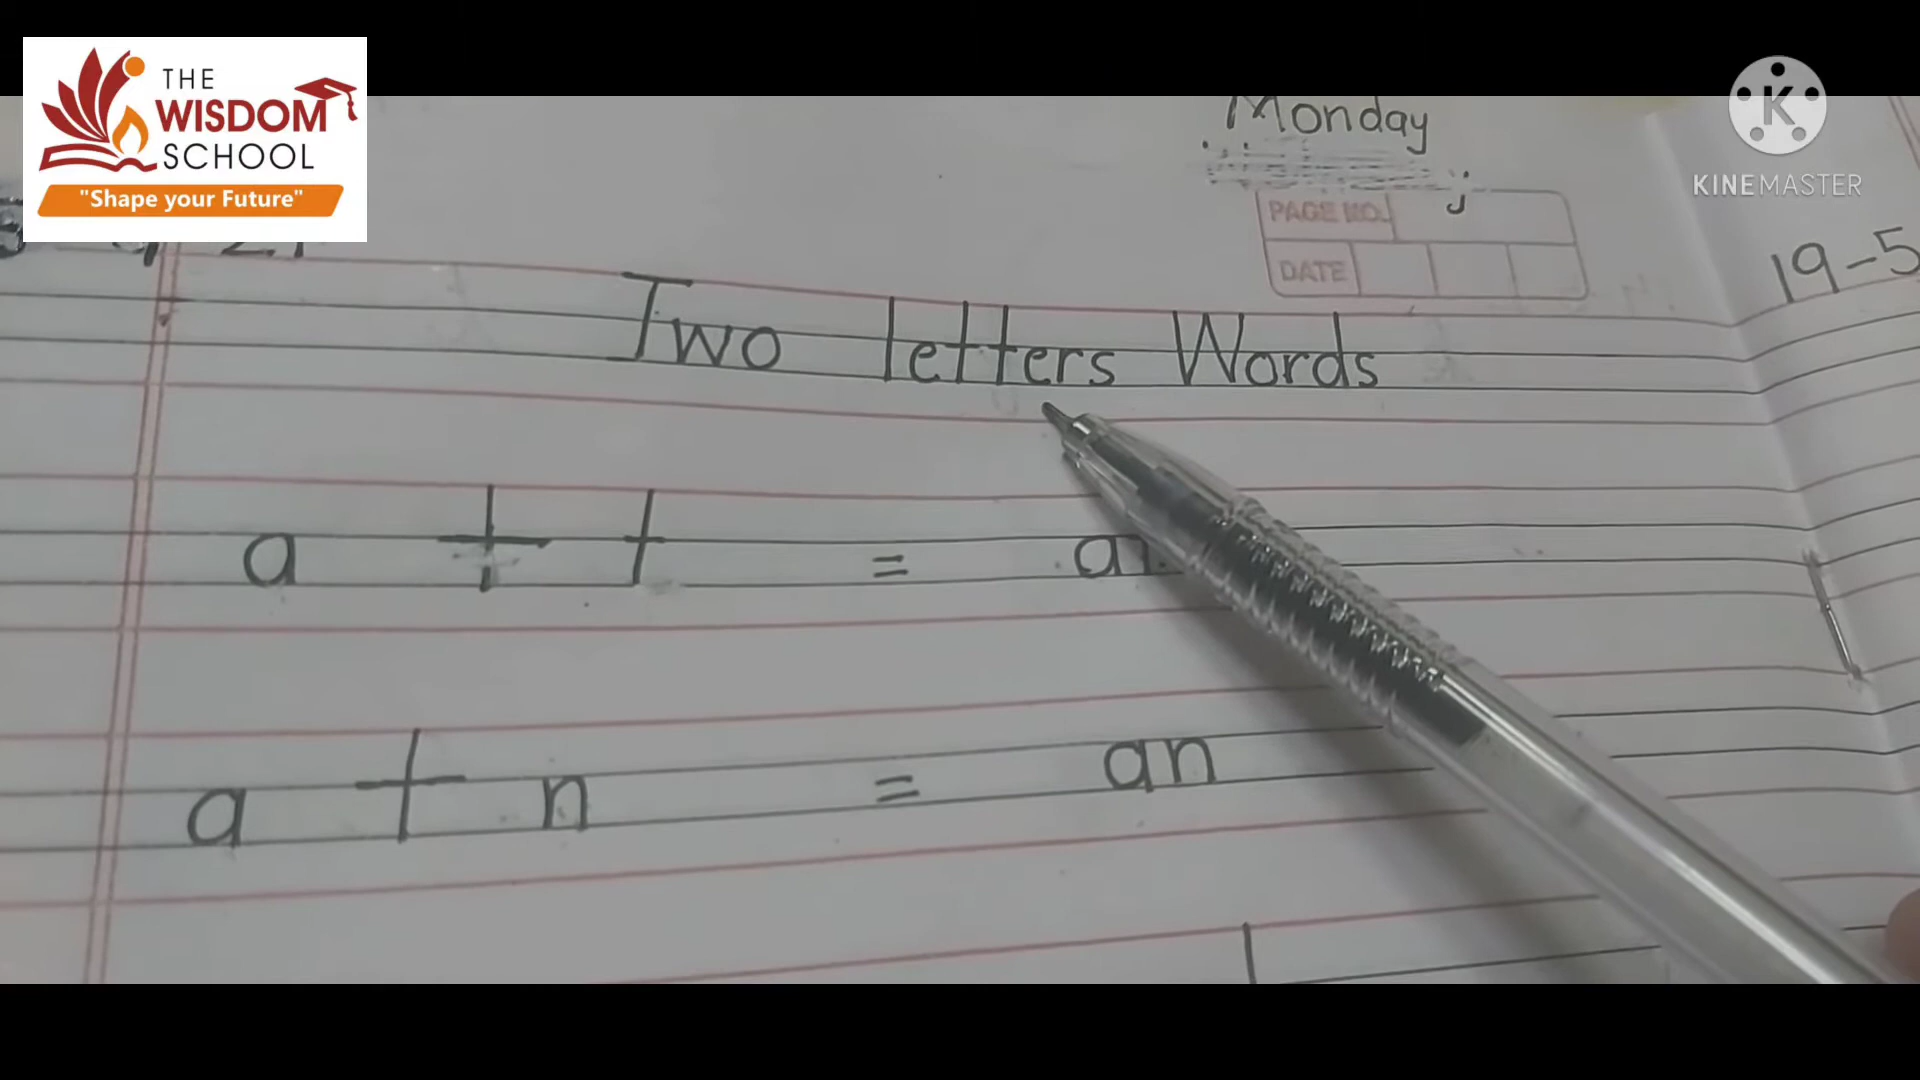 THE
WISDOM
SCHOOL
"Shape your Future"
KINEMASTER
Monday
PAGE NO.
DATE
19-5
Two letters Words
a + t =
a + n = an